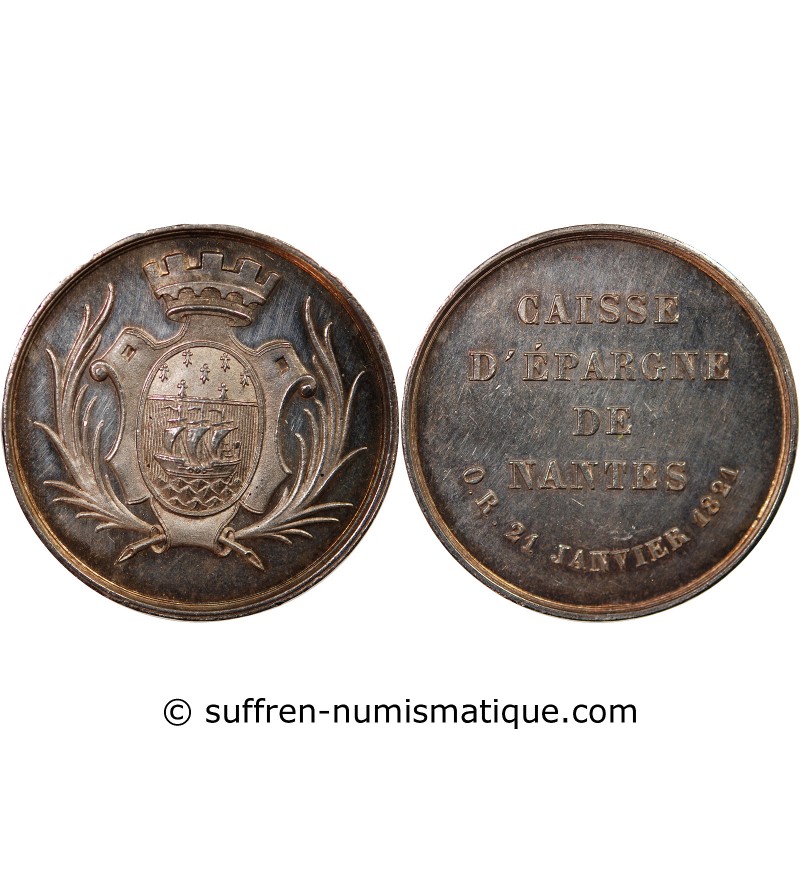 CAISSE
D'ÉPARGNE
DE
NANTES
O.R. 21 JANVIER 1821
© suffren-numismatique.com